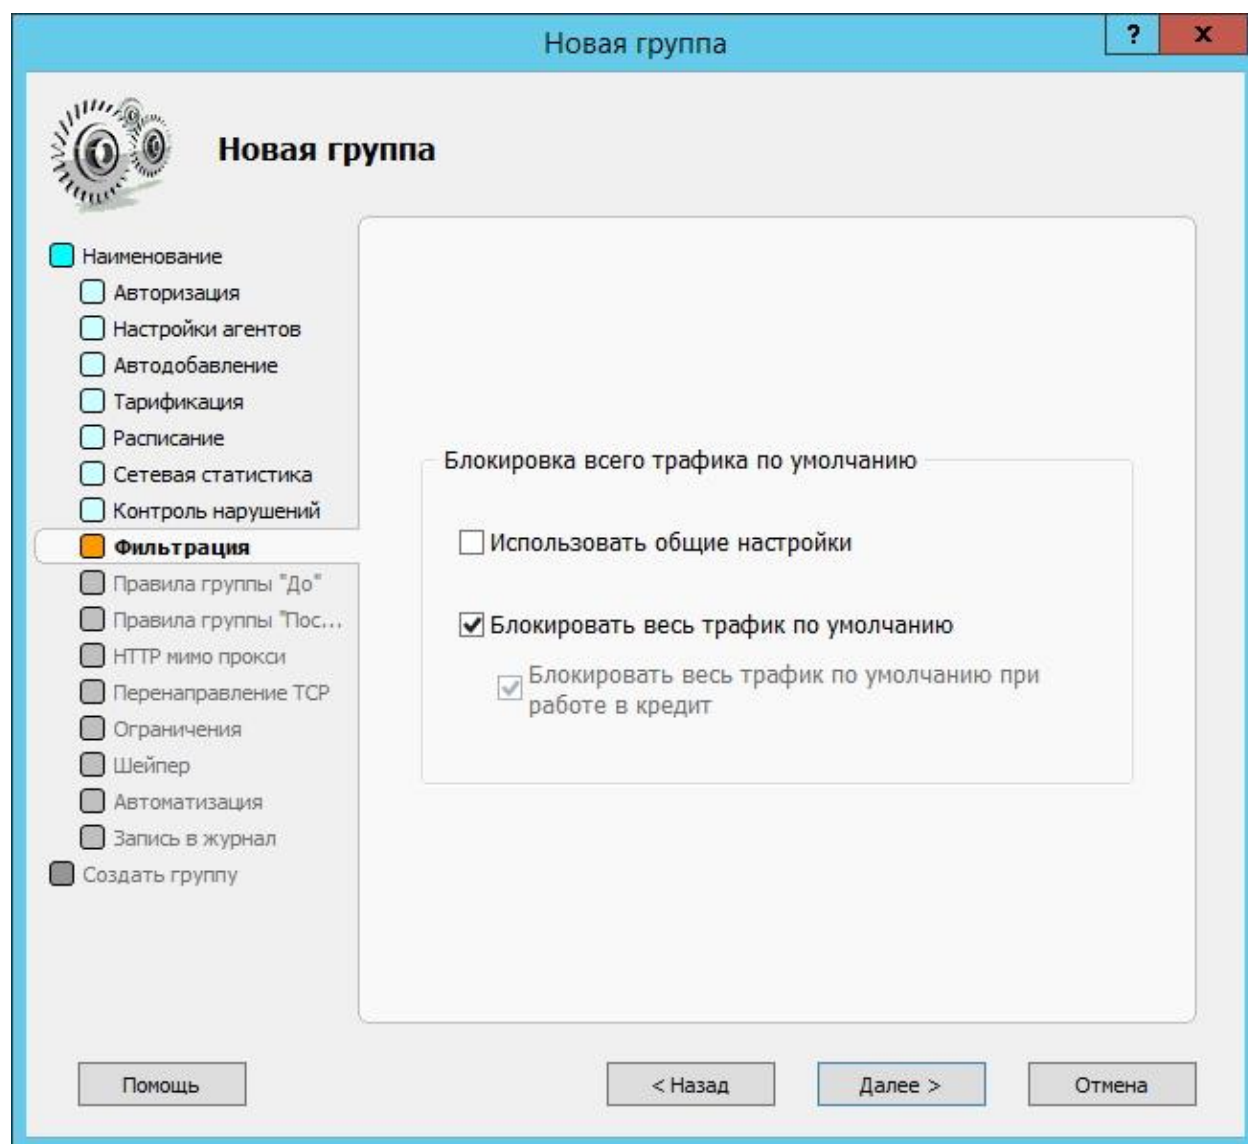 Новая группа
? x
Новая группа
Наименование
Авторизация
Настройки агентов
Автодобавление
Тарификация
Расписание
Сетевая статистика
Контроль нарушений
Фильтрация
Правила группы "До"
Правила группы "Пос...
HTTP мимо прокси
Перенаправление TCP
Ограничения
Шейпер
Автоматизация
Запись в журнал
Создать группу
Блокировка всего трафика по умолчанию
Использовать общие настройки
Блокировать весь трафик по умолчанию
Блокировать весь трафик по умолчанию при
работе в кредит
Помощь
< Назад
Далее >
Отмена